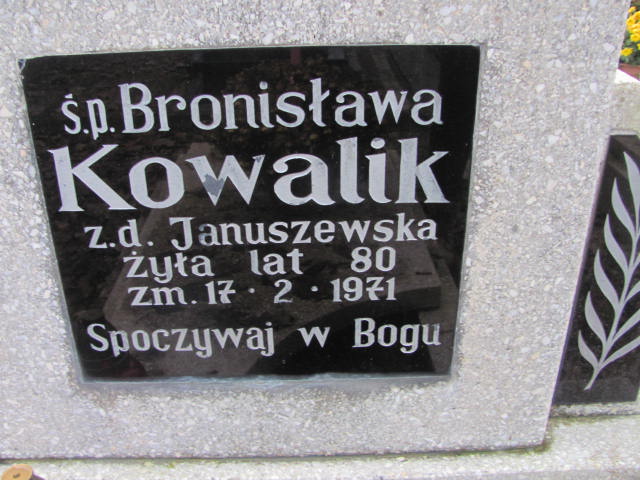 ś.p. Bronisława
Kowalik
z.d. Januszewska
żyła lat 80
zm. 17 · 2 · 1971
Spoczywaj w Bogu